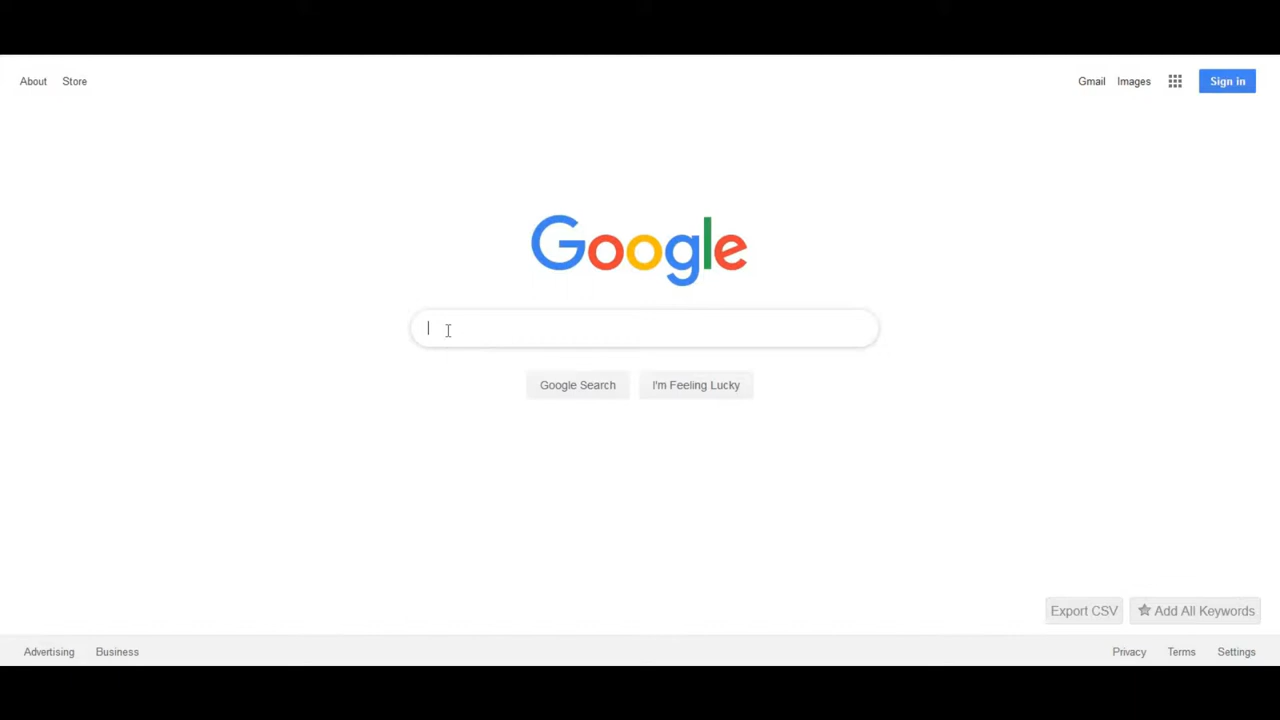 About Store Gmail Images Sign in
Google
Google Search I'm Feeling Lucky
Export CSV Add All Keywords
Advertising Business Privacy Terms Settings